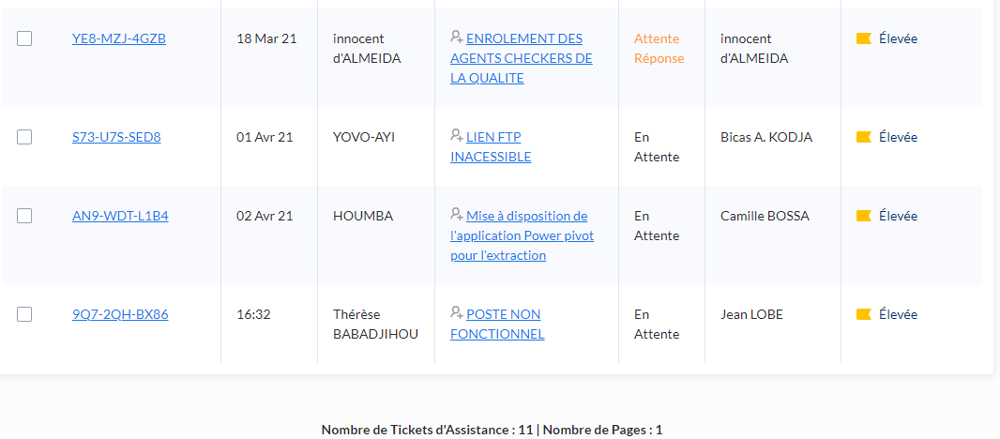 YE8-MZJ-4GZB 18 Mar 21 innocent ENROLEMENT DES Attente innocent Élevée
d'ALMEIDA AGENTS CHECKERS DE Réponse d'ALMEIDA
LA QUALITE
S73-U7S-SED8 01 Avr 21 YOVO-AYI LIEN FTP En Bicas A. KODJA Élevée
INACESSIBLE Attente
AN9-WDT-L1B4 02 Avr 21 HOUMBA Mise à disposition de En Camille BOSSA Élevée
l'application Power pivot Attente
pour l'extraction
9Q7-2QH-BX86 16:32 Thérèse POSTE NON En Jean LOBE Élevée
BABADJIHOU FONCTIONNEL Attente
Nombre de Tickets d'Assistance : 11 | Nombre de Pages : 1